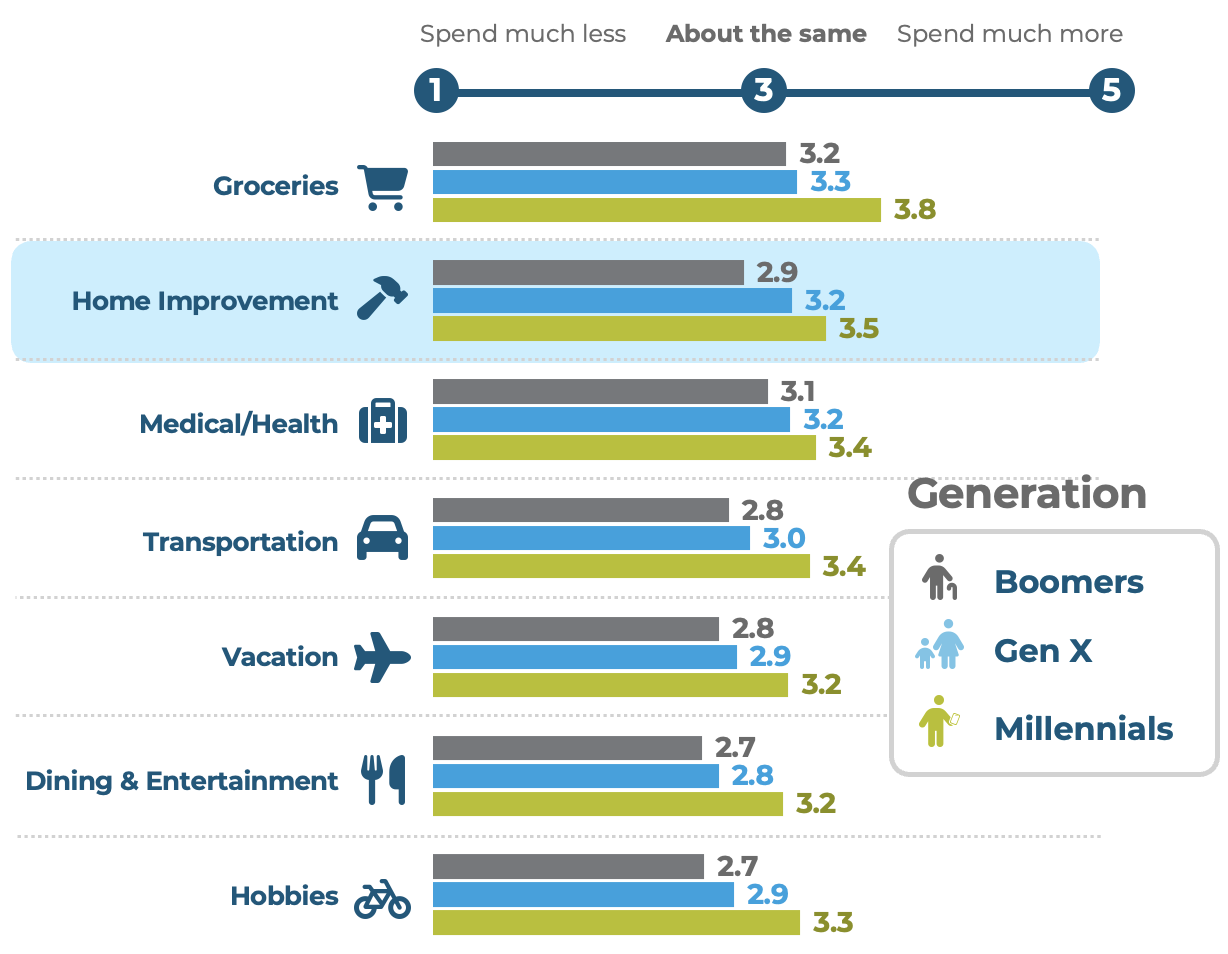 Spend much less About the same Spend much more
1 3 5
Groceries
3.2
3.3
3.8
Home Improvement
2.9
3.2
3.5
Medical/Health
3.1
3.2
3.4
Transportation
2.8
3.0
3.4
Vacation
2.8
2.9
3.2
Dining & Entertainment
2.7
2.8
3.2
Hobbies
2.7
2.9
3.3
Generation
Boomers
Gen X
Millennials